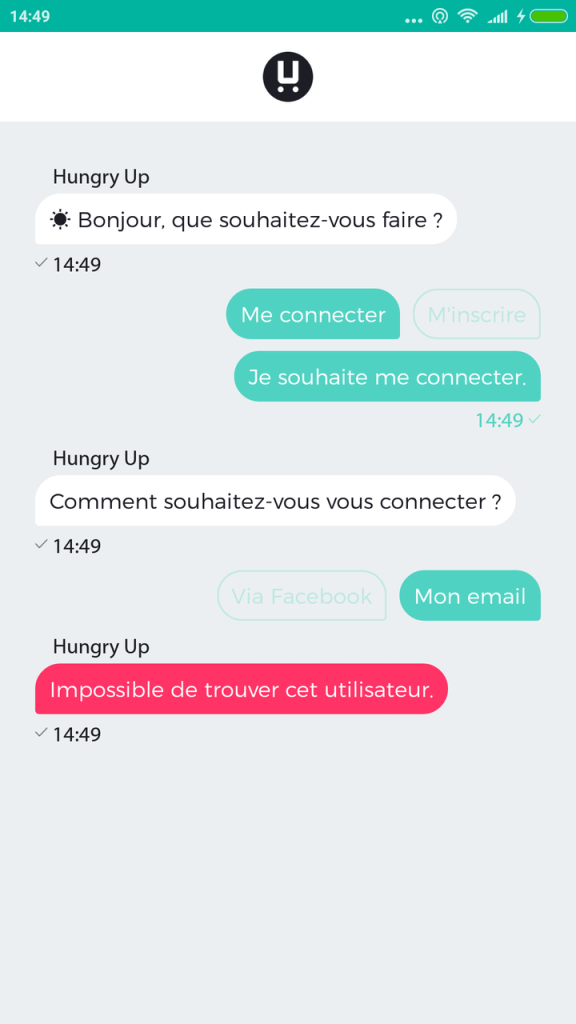 14:49
Hungry Up
Bonjour, que souhaitez-vous faire ?
14:49
Me connecter M'inscrire
Je souhaite me connecter.
14:49
Hungry Up
Comment souhaitez-vous vous connecter ?
14:49
Via Facebook Mon email
Hungry Up
Impossible de trouver cet utilisateur.
14:49